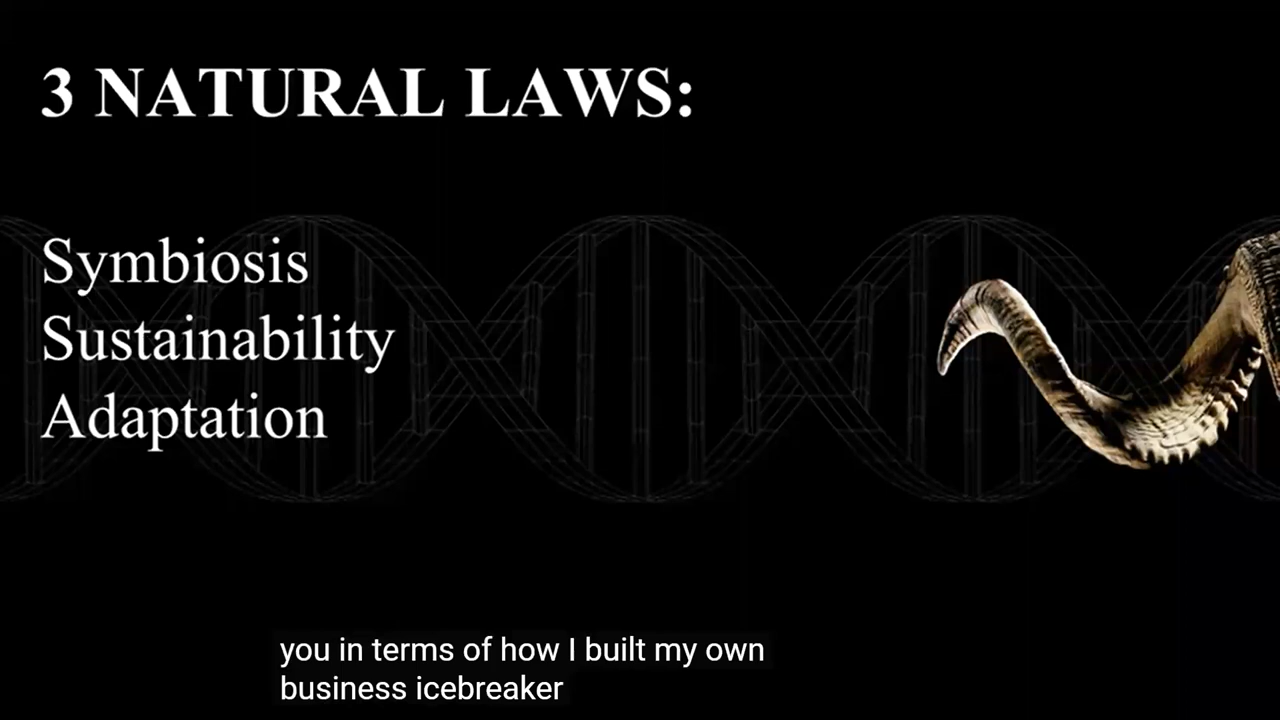 3 NATURAL LAWS:
Symbiosis
Sustainability
Adaptation
you in terms of how I built my own
business icebreaker